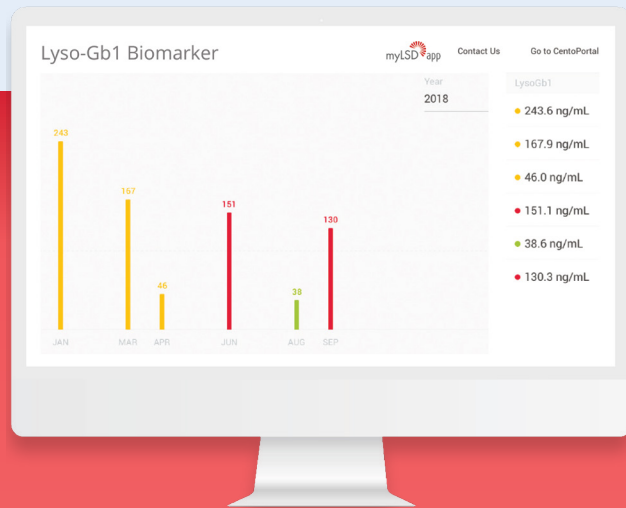 Lyso-Gb1 Biomarker
myLSD app
Contact Us
Go to CentoPortal
Year
2018
LysoGb1
243.6 ng/mL
167.9 ng/mL
46.0 ng/mL
151.1 ng/mL
38.6 ng/mL
130.3 ng/mL
243
167
46
151
38
130
JAN
MAR
APR
JUN
AUG
SEP